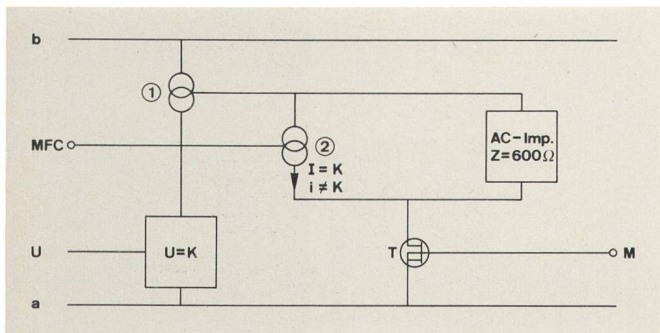 b
①
MFC
②
I = K
i ≠ K
AC-Imp.
Z=600Ω
U
U=K
T
M
a